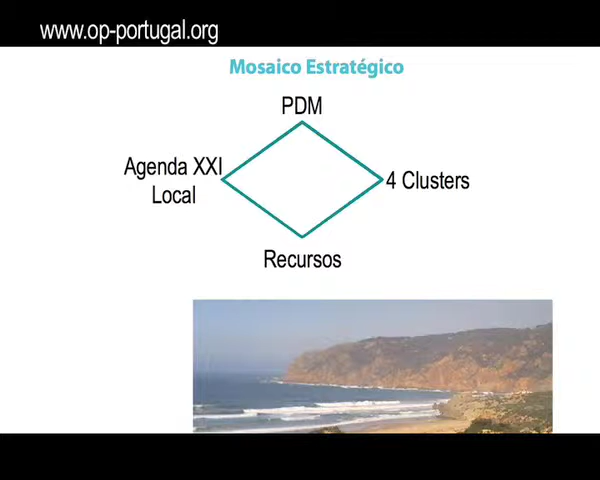 www.op-portugal.org
Mosaico Estratégico
PDM
Agenda XXI
Local
4 Clusters
Recursos